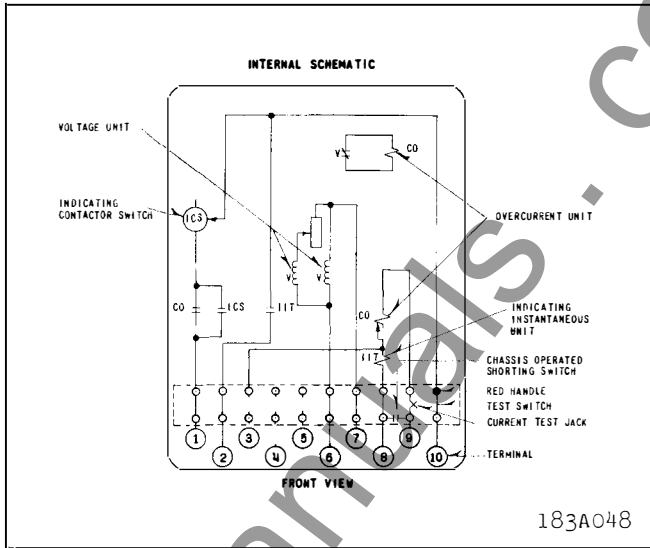 INTERNAL SCHEMATIC
VOLTAGE UNIT
V
CO
INDICATING
CONTACTOR SWITCH
ICS
OVERCURRENT UNIT
V
V
CO
ICS
IIT
CO
INDICATING
INSTANTANEOUS
UNIT
IIT
CHASSIS OPERATED
SHORTING SWITCH
RED HANDLE
TEST SWITCH
CURRENT TEST JACK
1
2
3
4
5
6
7
8
9
10
TERMINAL
FRONT VIEW
183A048
anuals.co